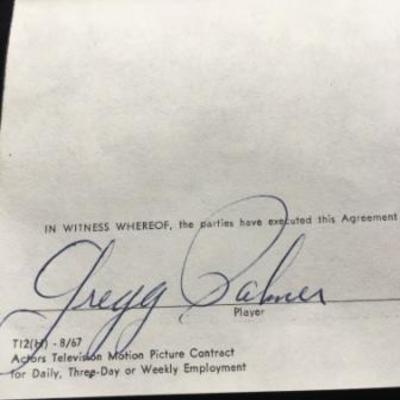 IN WITNESS WHEREOF, the parties have executed this Agreement
Gregg Palmer
Player
T12(H) - 8/67
Actors Television Motion Picture Contract
for Daily, Three-Day or Weekly Employment